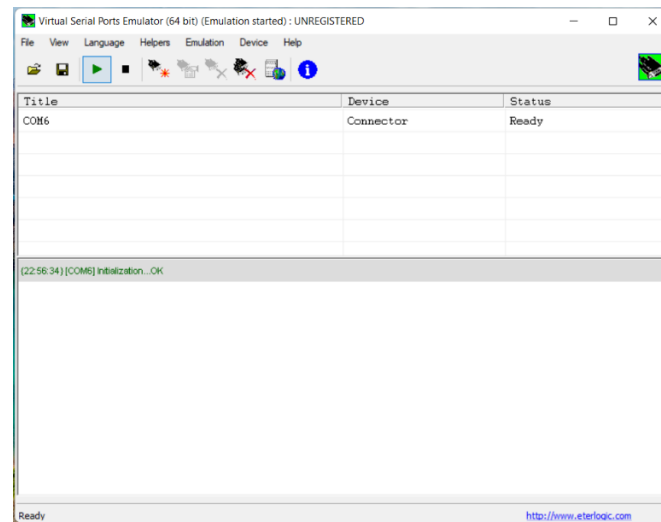 Virtual Serial Ports Emulator (64 bit) (Emulation started) : UNREGISTERED
File View Language Helpers Emulation Device Help
Title Device Status
COM6 Connector Ready
(22:56:34) [COM6] Initialization...OK
Ready http://www.eterlogic.com